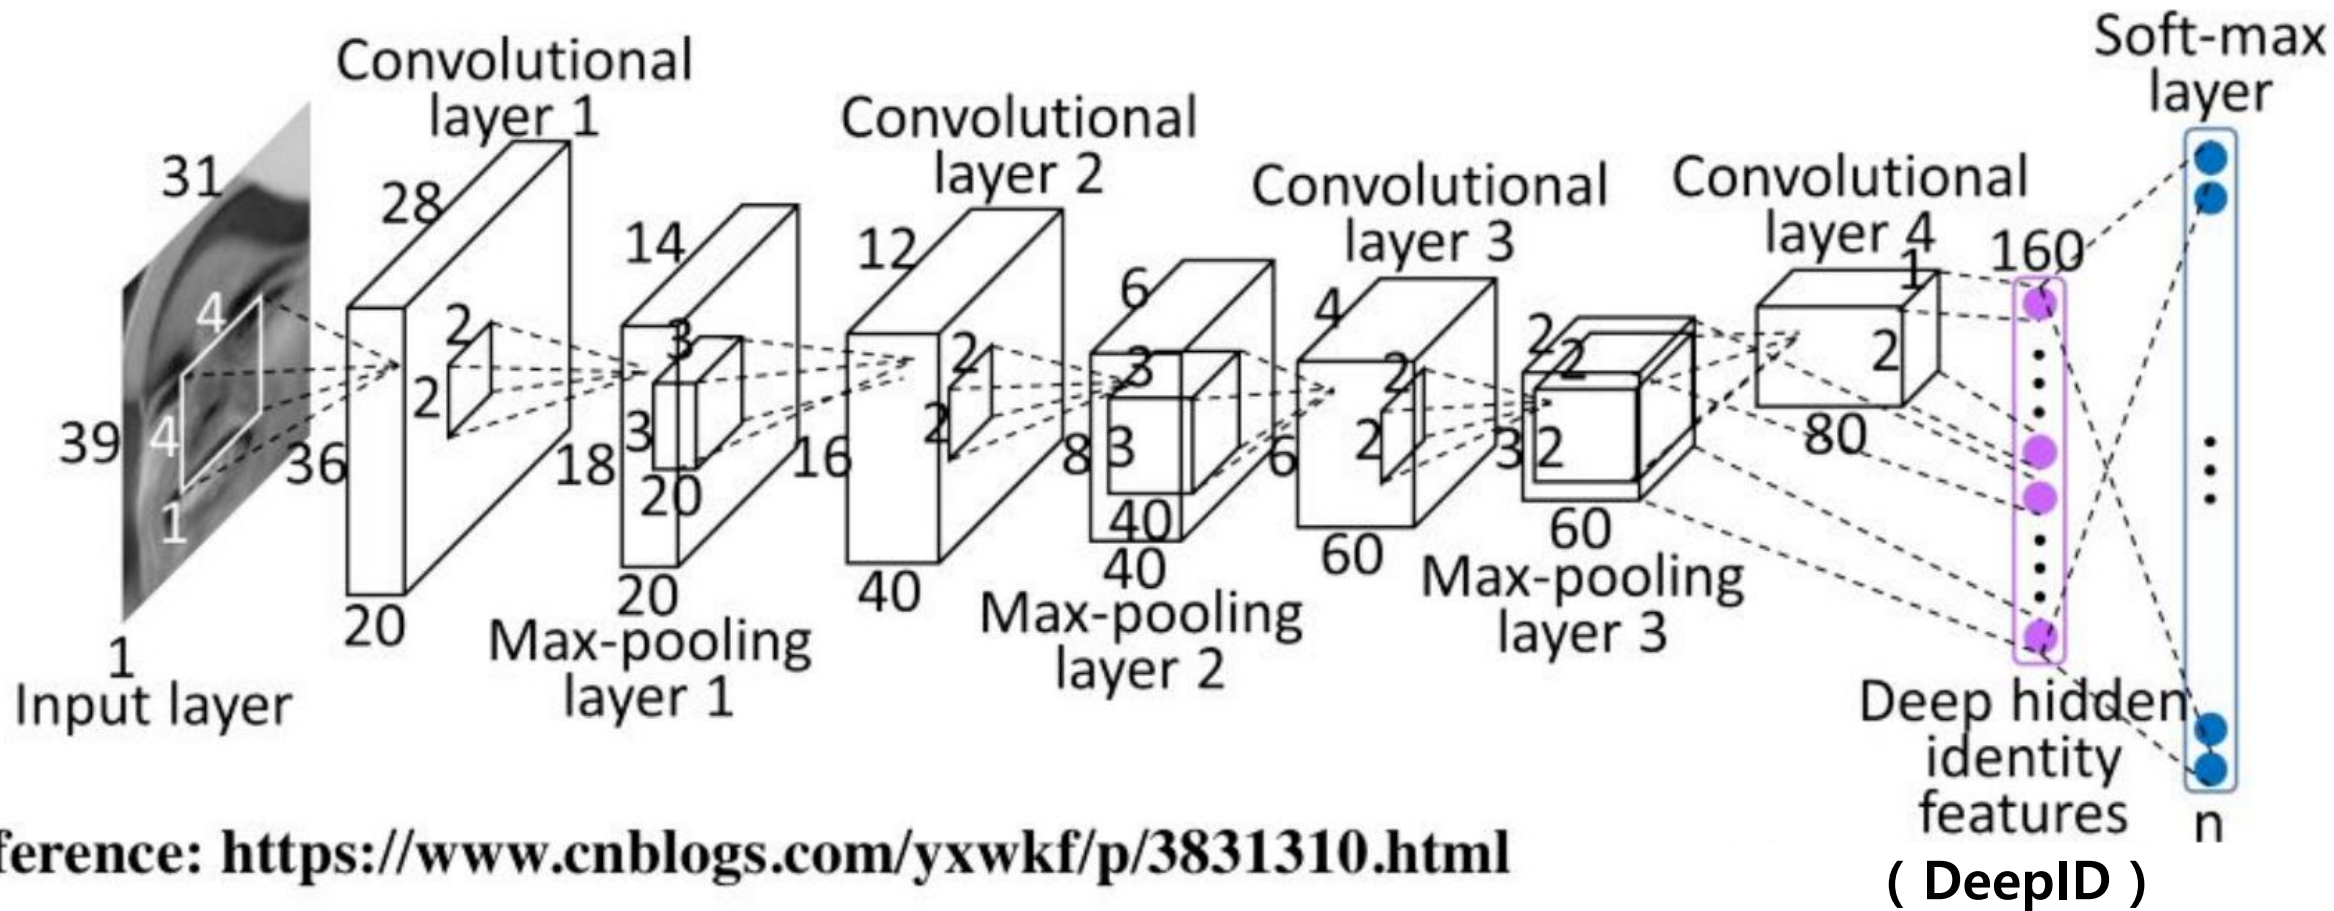 Convolutional
layer 1
Convolutional
layer 2
Convolutional
layer 3
Convolutional
layer 4
Soft-max
layer
31
39
4
4
1
1
Input layer
28
36
20
2
2
14
18
3
3
20
20
Max-pooling
layer 1
12
16
40
2
2
6
8
3
3
40
40
Max-pooling
layer 2
4
6
60
2
2
2
3
2
2
60
Max-pooling
layer 3
1
2
80
160
Deep hidden
identity
features
( DeepID )
n
ference: https://www.cnblogs.com/yxwkf/p/3831310.html